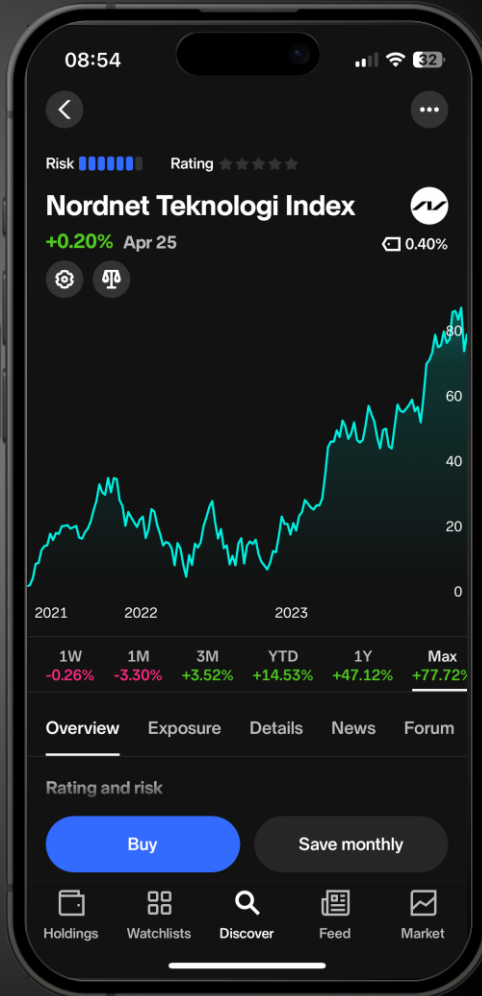 08:54
32
Risk
Rating
Nordnet Teknologi Index
+0.20% Apr 25
0.40%
80
60
40
20
0
2021 2022 2023
1W 1M 3M YTD 1Y Max
-0.26% -3.30% +3.52% +14.53% +47.12% +77.72%
Overview Exposure Details News Forum
Rating and risk
Buy Save monthly
Holdings Watchlists Discover Feed Market